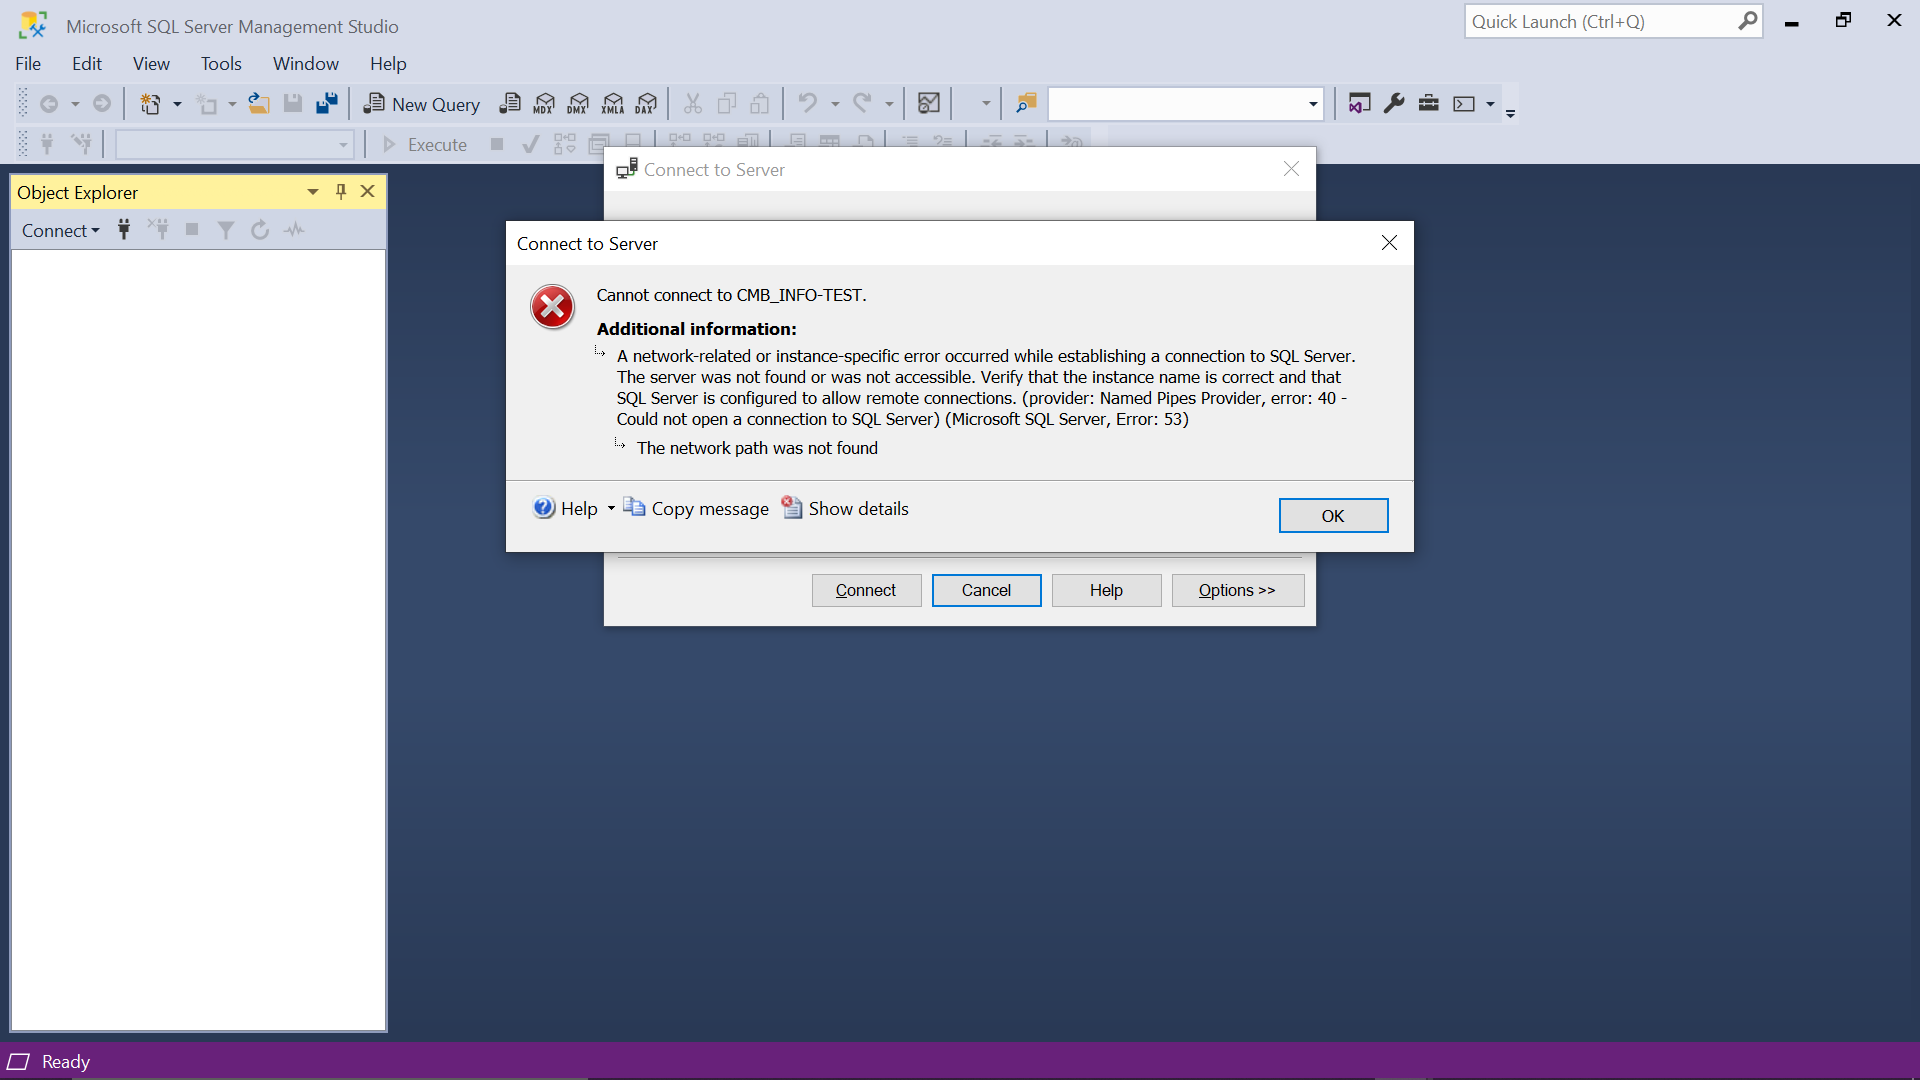 Microsoft SQL Server Management Studio
Quick Launch (Ctrl+Q)
File Edit View Tools Window Help
New Query MDX DMX XMLA DAX
Execute
Object Explorer
Connect
Connect to Server
Connect to Server
Cannot connect to CMB_INFO-TEST.
Additional information:
A network-related or instance-specific error occurred while establishing a connection to SQL Server.
The server was not found or was not accessible. Verify that the instance name is correct and that
SQL Server is configured to allow remote connections. (provider: Named Pipes Provider, error: 40 -
Could not open a connection to SQL Server) (Microsoft SQL Server, Error: 53)
The network path was not found
Help Copy message Show details
OK
Connect Cancel Help Options >>
Ready